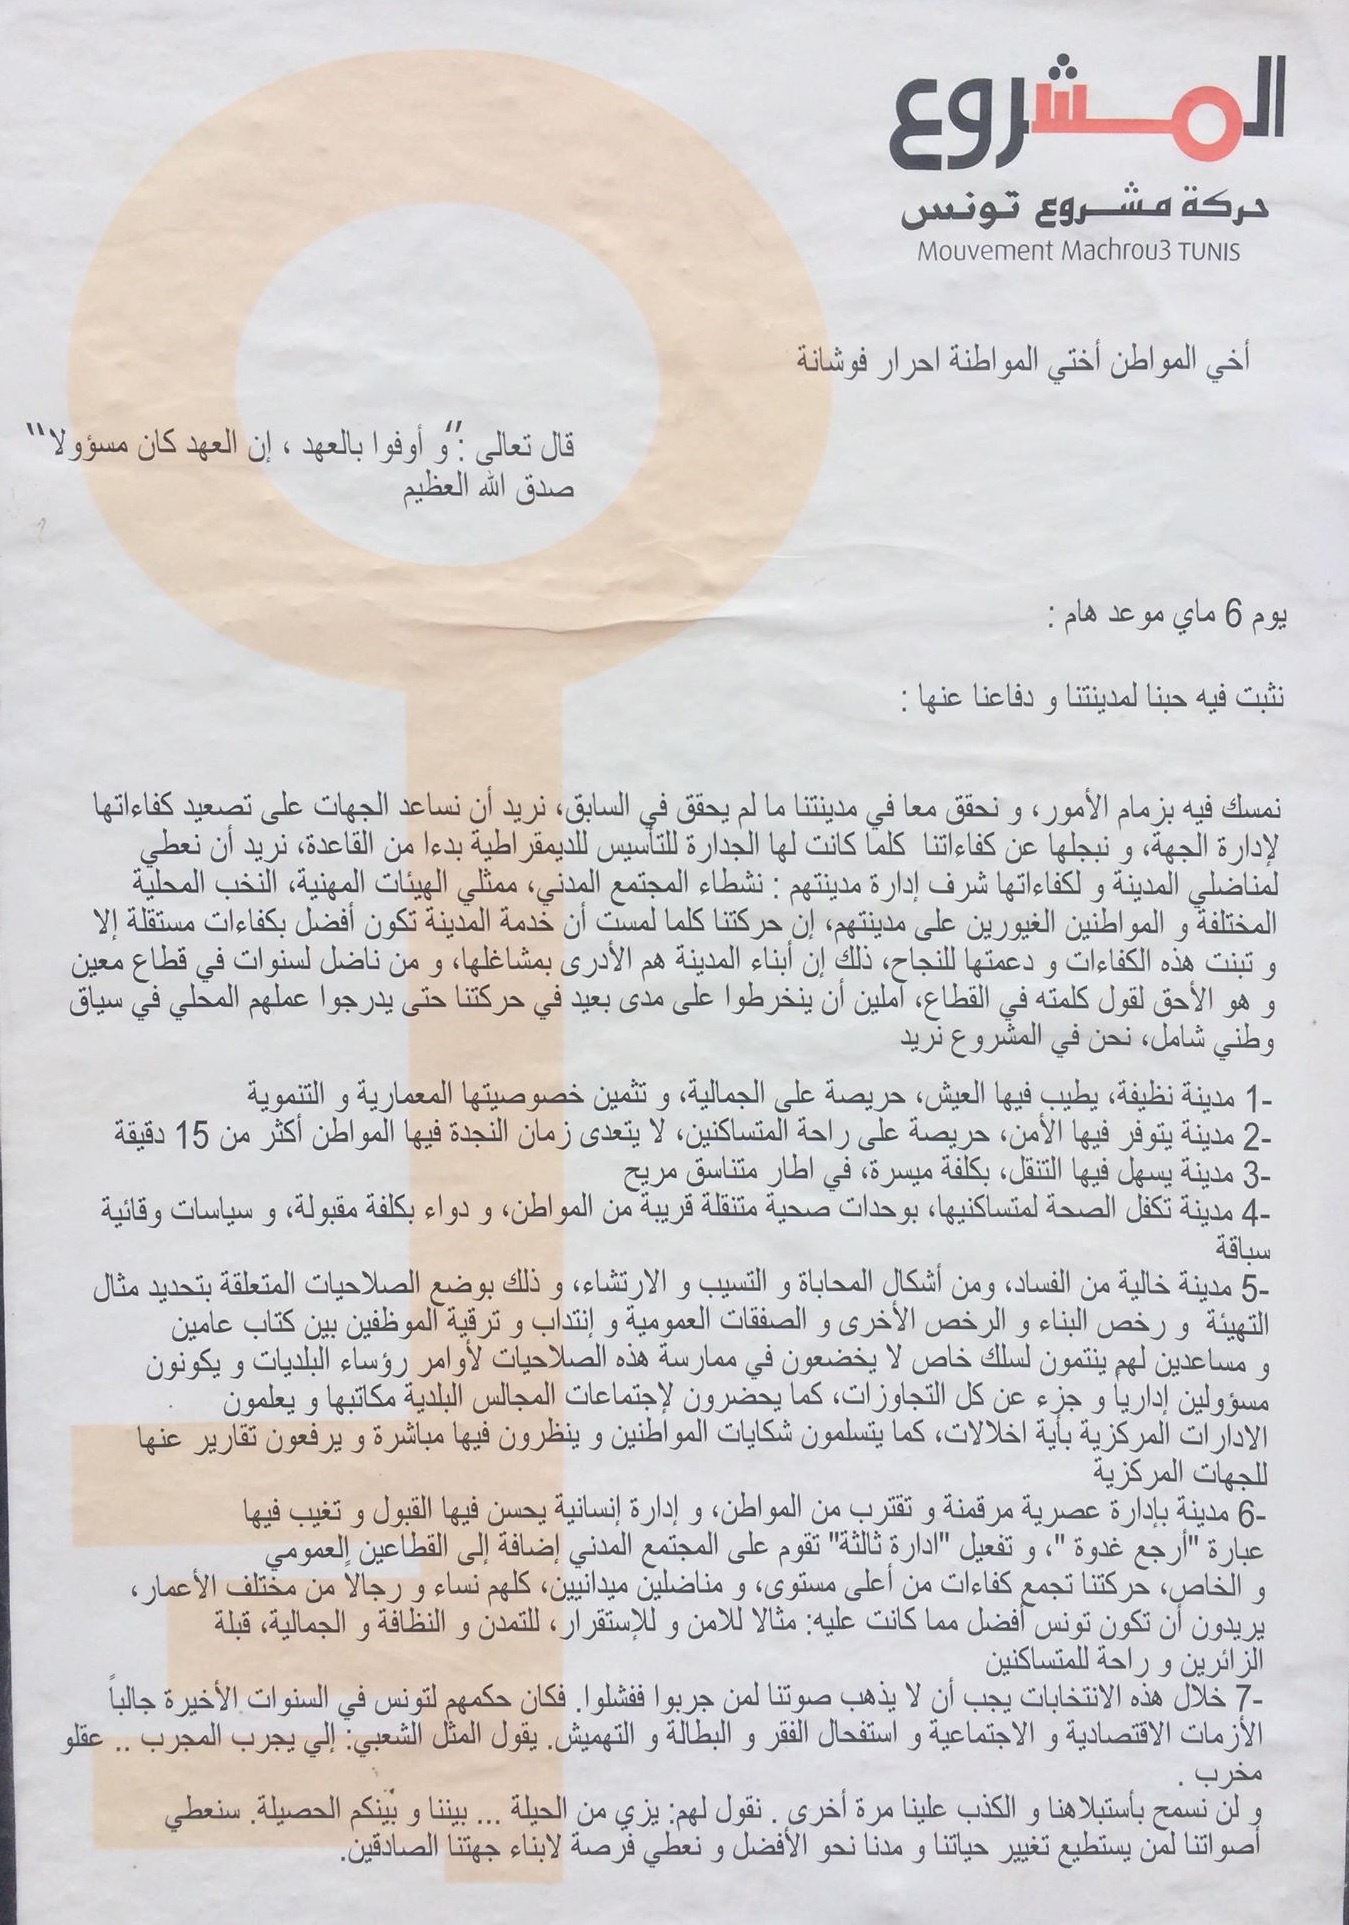 المشروع
حركة مشروع تونس
Mouvement Machrou3 TUNIS
أخي المواطن أختي المواطنة احرار فوشانة
قال تعالى :"و أوفوا بالعهد ، إن العهد كان مسؤولا"
صدق الله العظيم
يوم 6 ماي موعد هام :
نثبت فيه حبنا لمدينتنا و دفاعنا عنها :
نمسك فيه بزمام الأمور، و نحقق معا في مدينتنا ما لم يحقق في السابق، نريد أن نساعد الجهات على تصعيد كفاءاتها
لإدارة الجهة، و نبجلها عن كفاءاتنا كلما كانت لها الجدارة للتأسيس للديمقراطية بدءا من القاعدة، نريد أن نعطي
لمناضلي المدينة و لكفاءاتها شرف إدارة مدينتهم : نشطاء المجتمع المدني، ممثلي الهيئات المهنية، النخب المحلية
المختلفة و المواطنين الغيورين على مدينتهم، إن حركتنا كلما لمست أن خدمة المدينة تكون أفضل بكفاءات مستقلة إلا
و تبنت هذه الكفاءات و دعمتها للنجاح، ذلك إن أبناء المدينة هم الأدرى بمشاغلها، و من ناضل لسنوات في قطاع معين
و هو الأحق لقول كلمته في القطاع، املين أن ينخرطوا على مدى بعيد في حركتنا حتى يدرجوا عملهم المحلي في سياق
وطني شامل، نحن في المشروع نريد
1- مدينة نظيفة، يطيب فيها العيش، حريصة على الجمالية، و تثمين خصوصيتها المعمارية و التنموية
2- مدينة يتوفر فيها الأمن، حريصة على راحة المتساكنين، لا يتعدى زمان النجدة فيها المواطن أكثر من 15 دقيقة
3- مدينة يسهل فيها التنقل، بكلفة ميسرة، في اطار متناسق مريح
4- مدينة تكفل الصحة لمتساكنيها، بوحدات صحية متنقلة قريبة من المواطن، و دواء بكلفة مقبولة، و سياسات وقائية
سباقة
5- مدينة خالية من الفساد، ومن أشكال المحاباة و التسيب و الارتشاء، و ذلك بوضع الصلاحيات المتعلقة بتحديد مثال
التهيئة و رخص البناء و الرخص الأخرى و الصفقات العمومية و إنتداب و ترقية الموظفين بين كتاب عامين
و مساعدين لهم ينتمون لسلك خاص لا يخضعون في ممارسة هذه الصلاحيات لأوامر رؤساء البلديات و يكونون
مسؤولين إدارياً و جزء عن كل التجاوزات، كما يحضرون لإجتماعات المجالس البلدية مكاتبها و يعلمون
الادارات المركزية بأية اخلالات، كما يتسلمون شكايات المواطنين و ينظرون فيها مباشرة و يرفعون تقارير عنها
للجهات المركزية
6- مدينة بإدارة عصرية مرقمنة و تقترب من المواطن، و إدارة إنسانية يحسن فيها القبول و تغيب فيها
عبارة "أرجع غدوة "، و تفعيل "ادارة ثالثة" تقوم على المجتمع المدني إضافة إلى القطاعين العمومي
و الخاص، حركتنا تجمع كفاءات من أعلى مستوى، و مناضلين ميدانيين، كلهم نساء و رجالاً من مختلف الأعمار،
يريدون أن تكون تونس أفضل مما كانت عليه: مثالا للامن و للإستقرار، للتمدن و النظافة و الجمالية، قبلة
الزائرين و راحة للمتساكنين
7- خلال هذه الانتخابات يجب أن لا يذهب صوتنا لمن جربوا ففشلوا. فكان حكمهم لتونس في السنوات الأخيرة جالباً
الأزمات الاقتصادية و الاجتماعية و استفحال الفقر و البطالة و التهميش. يقول المثل الشعبي: إلي يجرب المجرب .. عقلو
مخرب .
و لن نسمح بأستبلاهنا و الكذب علينا مرة أخرى . نقول لهم: يزي من الحيلة ... بيننا و بينكم الحصيلة. سنعطي
أصواتنا لمن يستطيع تغيير حياتنا و مدنا نحو الأفضل و نعطي فرصة لابناء جهتنا الصادقين.